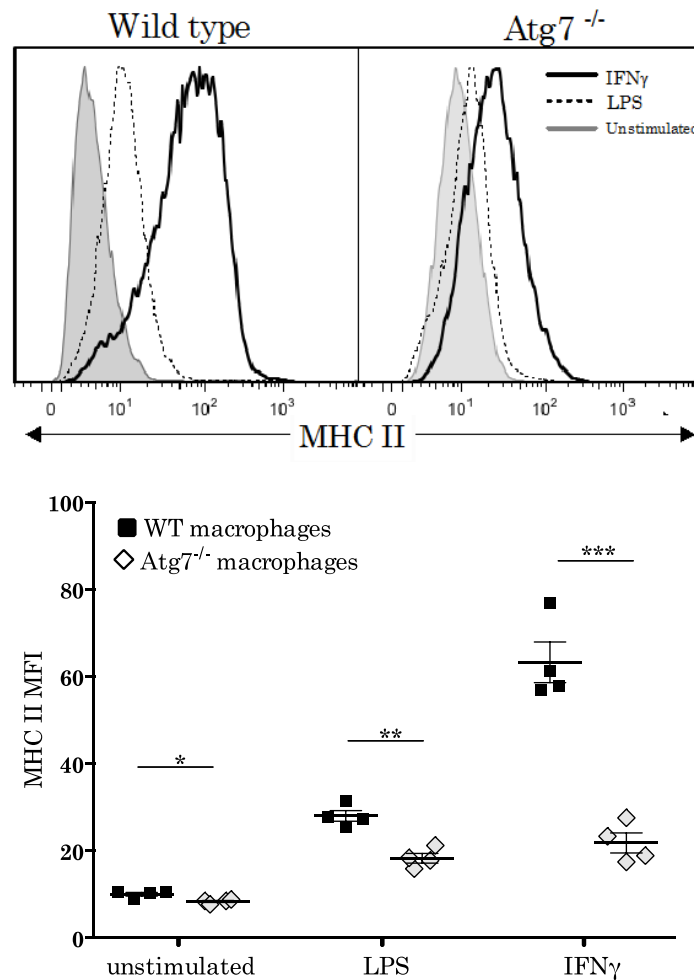 Wild type
Atg7 -/-
IFNγ
LPS
Unstimulated
0 10¹ 10² 10³
0 10¹ 10² 10³
MHC II
100
WT macrophages
Atg7-/- macrophages
***
80
MHC II MFI
60
**
40
*
20
0
unstimulated LPS IFNγ